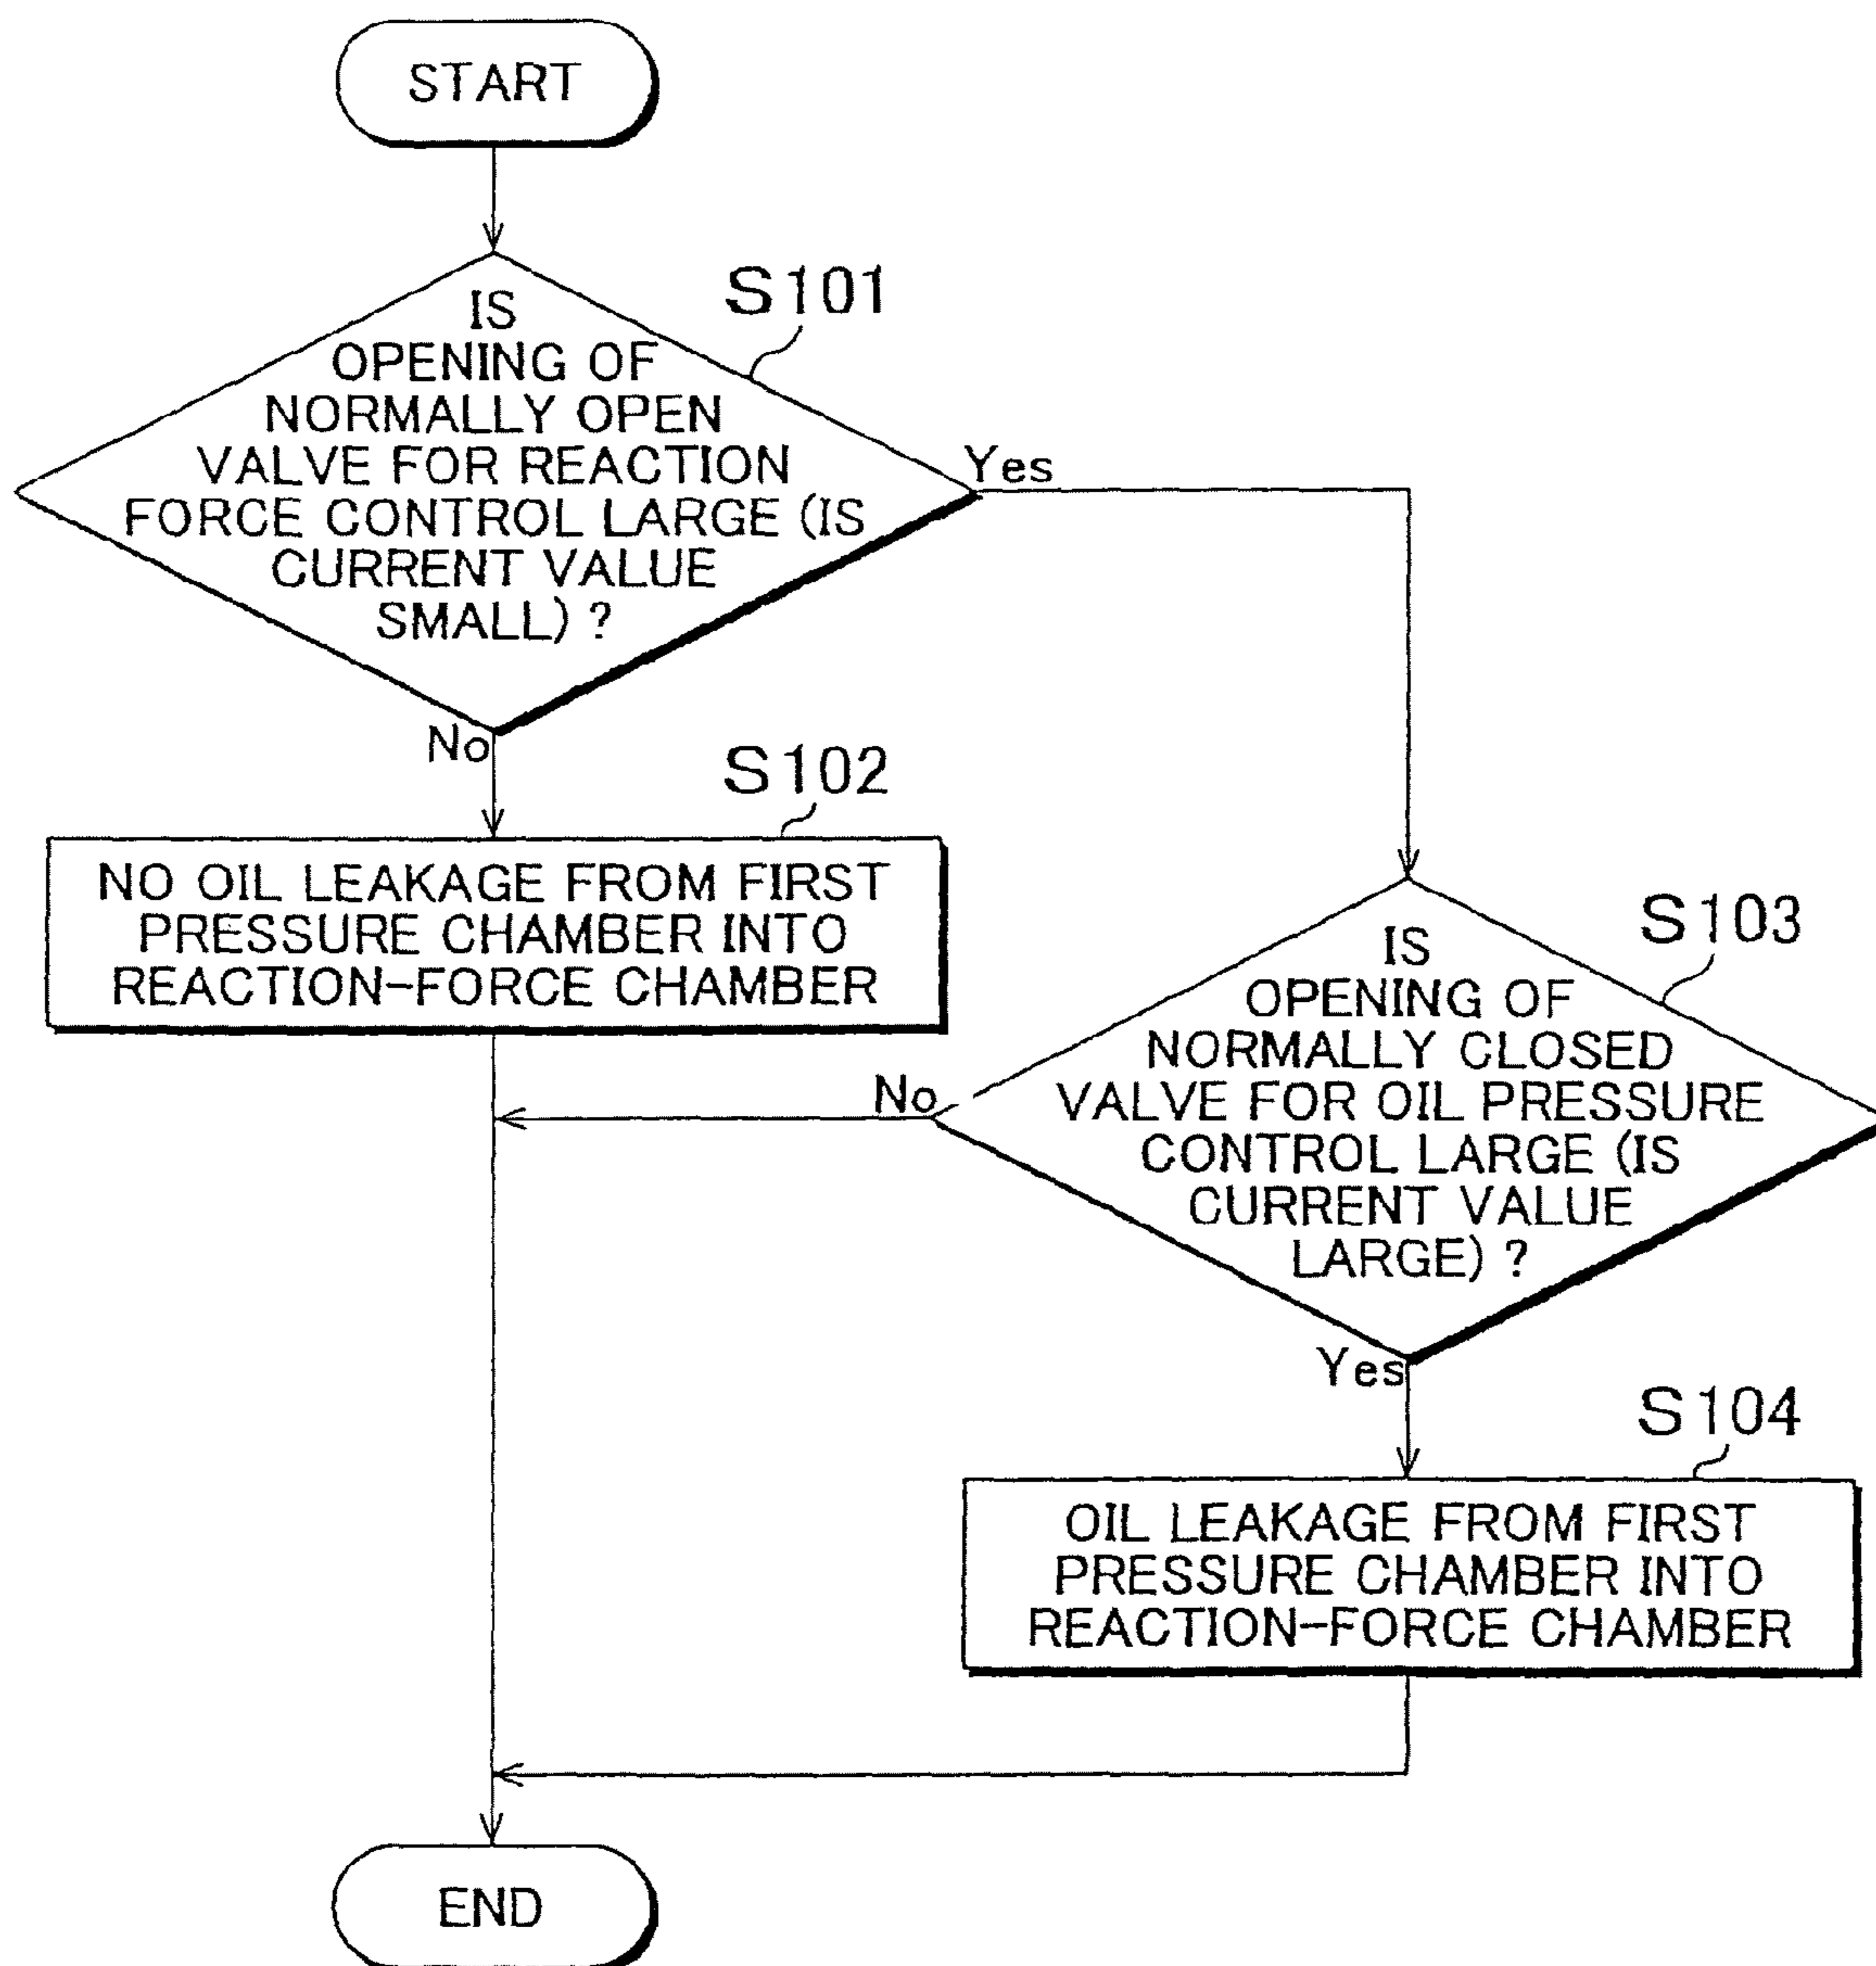 START
S101
IS
OPENING OF
NORMALLY OPEN
VALVE FOR REACTION
FORCE CONTROL LARGE (IS
CURRENT VALUE
SMALL) ?
Yes
No
S102
NO OIL LEAKAGE FROM FIRST
PRESSURE CHAMBER INTO
REACTION-FORCE CHAMBER
S103
IS
OPENING OF
NORMALLY CLOSED
VALVE FOR OIL PRESSURE
CONTROL LARGE (IS
CURRENT VALUE
LARGE) ?
No
Yes
S104
OIL LEAKAGE FROM FIRST
PRESSURE CHAMBER INTO
REACTION-FORCE CHAMBER
END